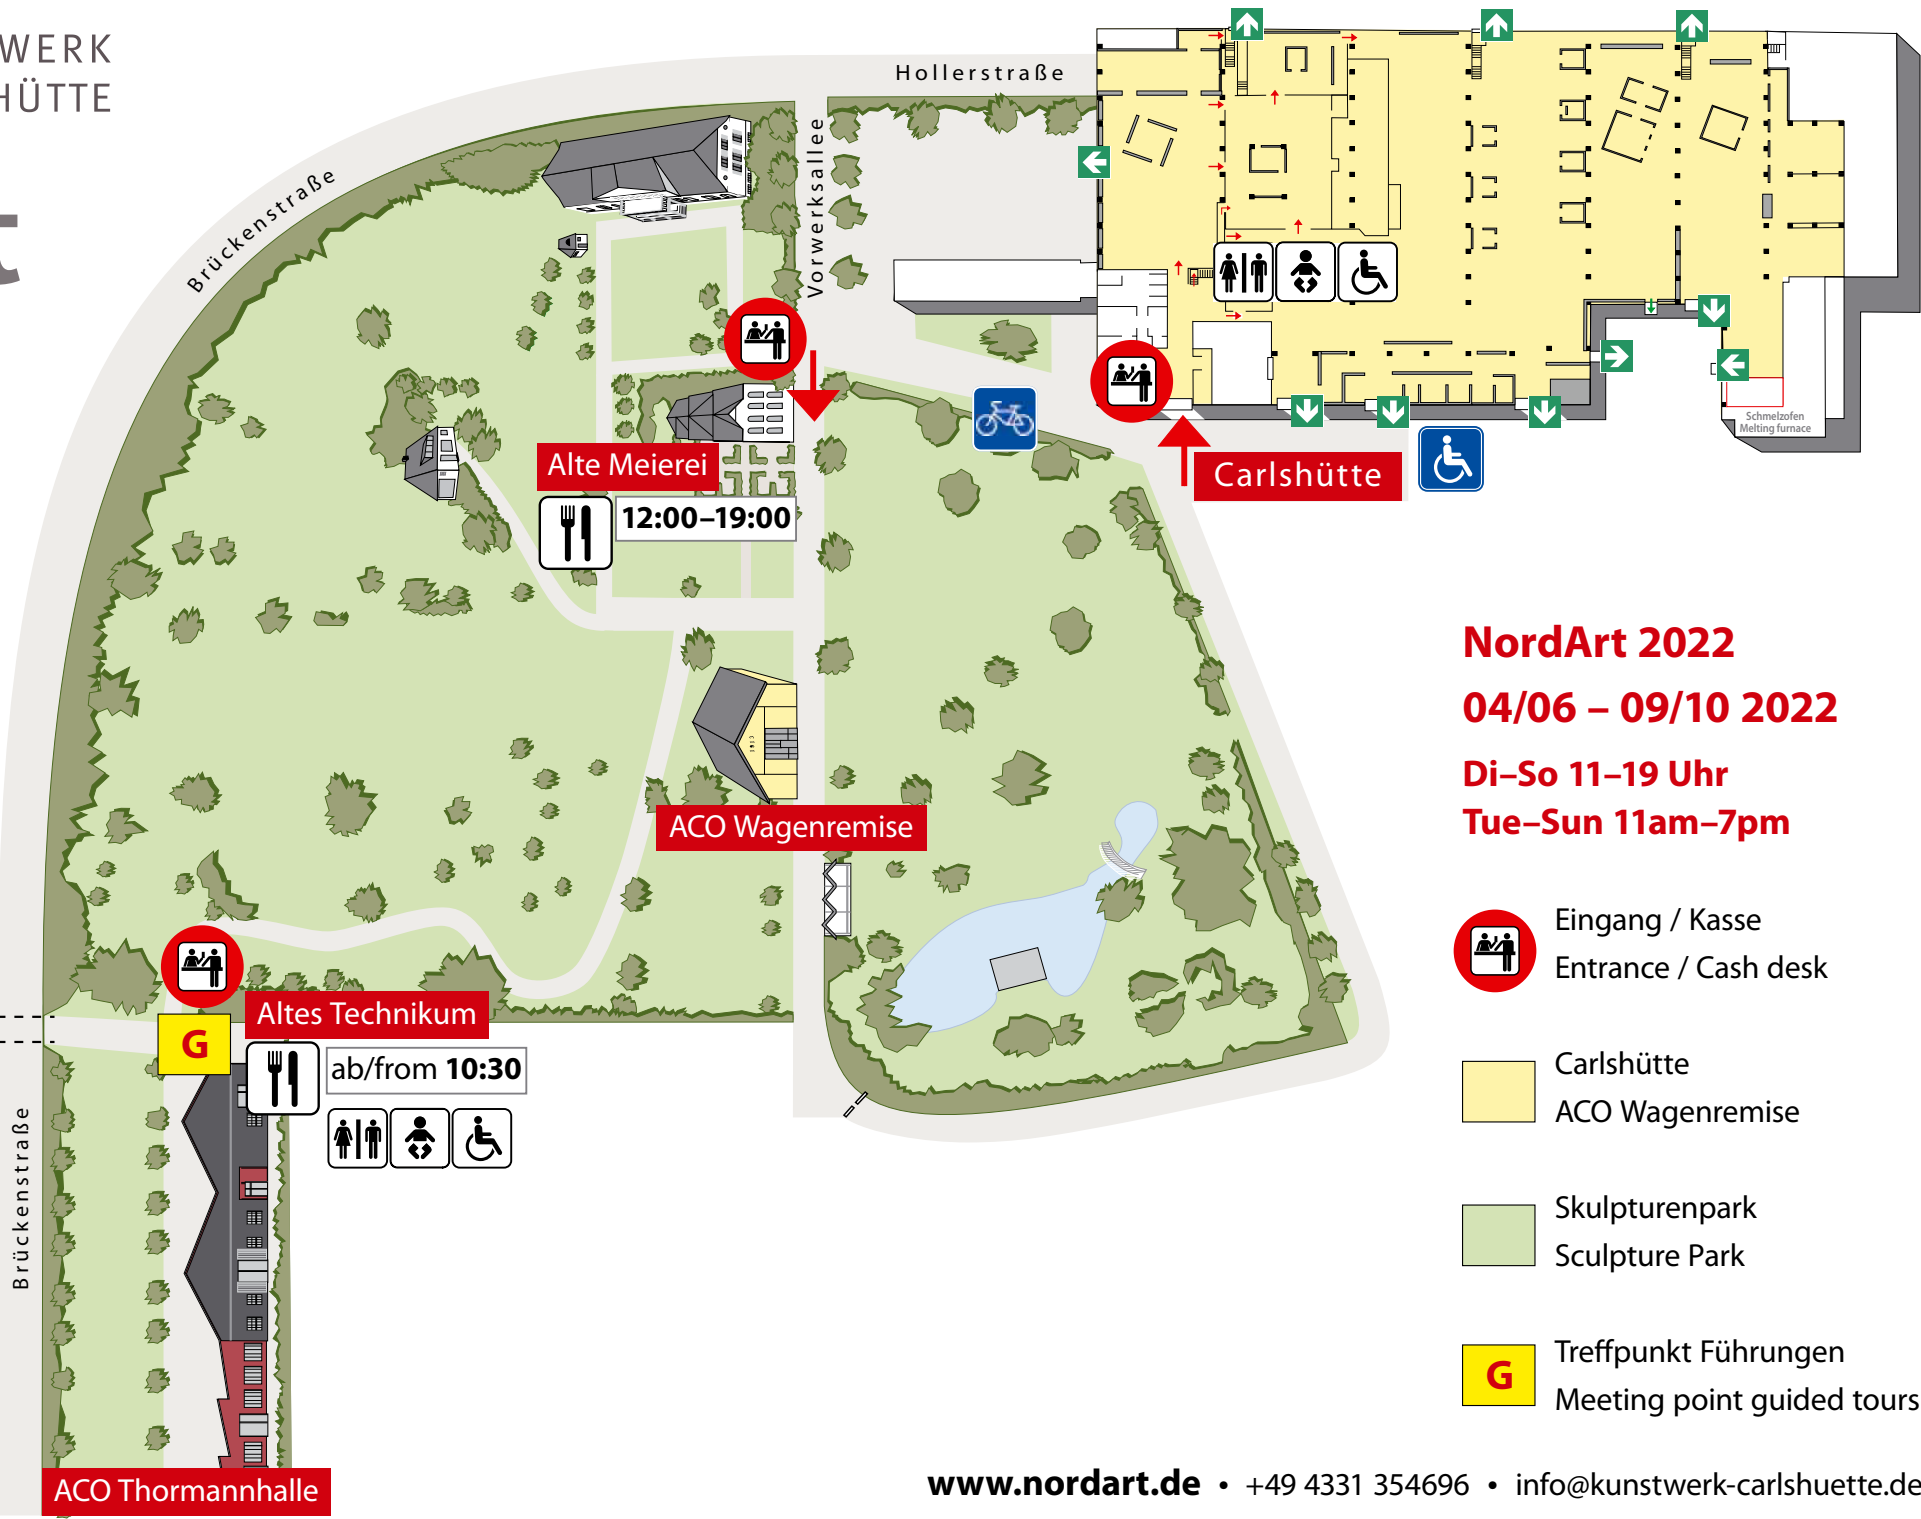 WERK
HÜTTE
t
Hollerstraße
Brückenstraße
Vorwerksallee
Schmelzofen
Melting furnace
Carlshütte
Alte Meierei
12:00–19:00
NordArt 2022
04/06 – 09/10 2022
Di–So 11–19 Uhr
Tue–Sun 11am–7pm
ACO Wagenremise
Eingang / Kasse
Entrance / Cash desk
Altes Technikum
G
ab/from 10:30
Carlshütte
ACO Wagenremise
Brückenstraße
Skulpturenpark
Sculpture Park
G
Treffpunkt Führungen
Meeting point guided tours
ACO Thormannhalle
www.nordart.de • +49 4331 354696 • info@kunstwerk-carlshuette.de